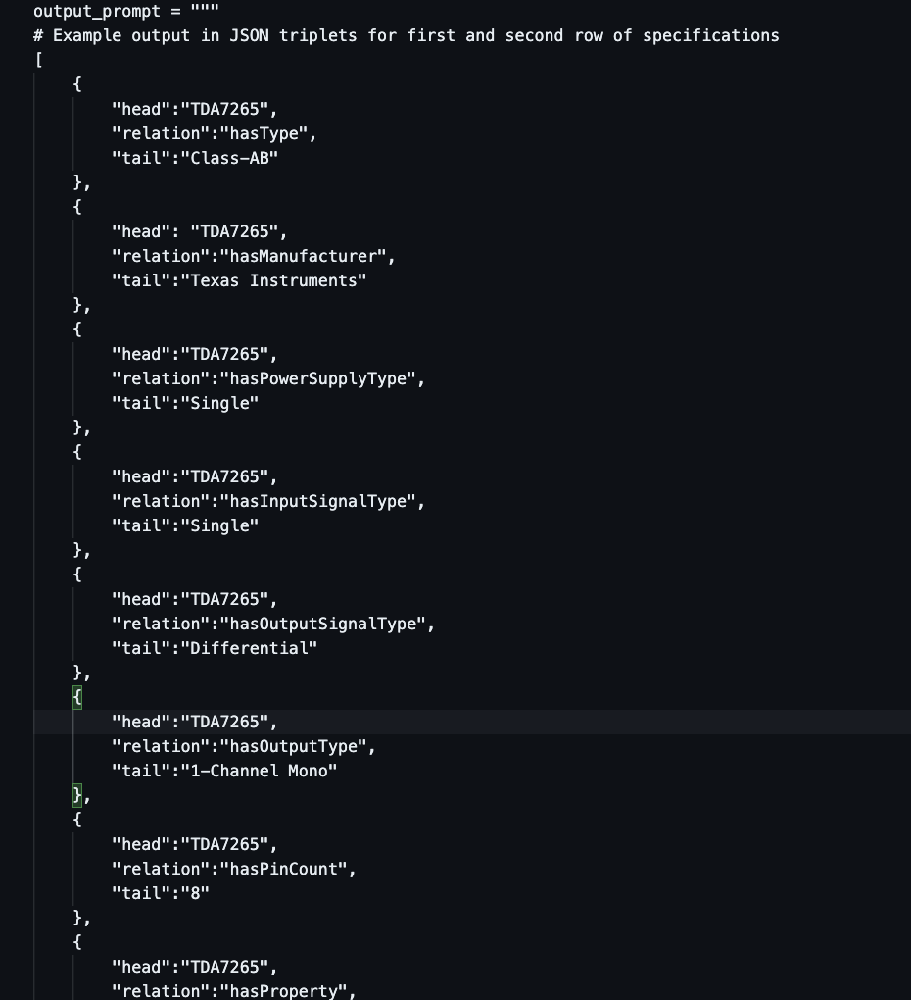 output_prompt = """
# Example output in JSON triplets for first and second row of specifications
[
{
"head":"TDA7265",
"relation":"hasType",
"tail":"Class-AB"
},
{
"head": "TDA7265",
"relation":"hasManufacturer",
"tail":"Texas Instruments"
},
{
"head":"TDA7265",
"relation":"hasPowerSupplyType",
"tail":"Single"
},
{
"head":"TDA7265",
"relation":"hasInputSignalType",
"tail":"Single"
},
{
"head":"TDA7265",
"relation":"hasOutputSignalType",
"tail":"Differential"
},
{
"head":"TDA7265",
"relation":"hasOutputType",
"tail":"1-Channel Mono"
},
{
"head":"TDA7265",
"relation":"hasPinCount",
"tail":"8"
},
{
"head":"TDA7265",
"relation":"hasProperty",